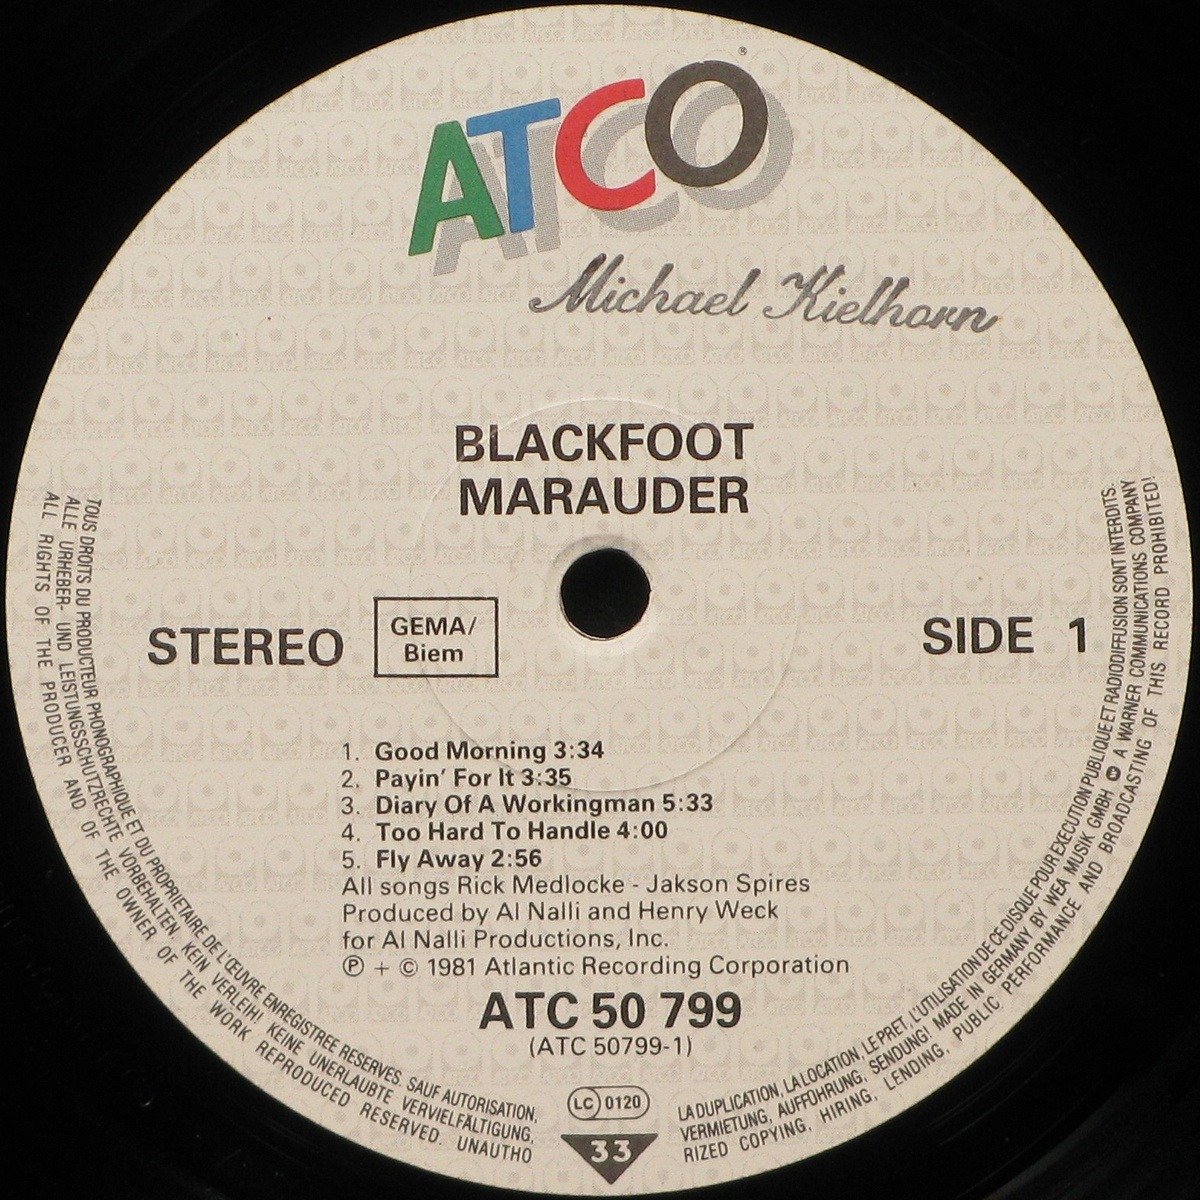 ATCO®
Michael Kielhorn
BLACKFOOT
MARAUDER
STEREO
GEMA/
Biem
SIDE 1
1. Good Morning 3:34
2. Payin' For It 3:35
3. Diary Of A Workingman 5:33
4. Too Hard To Handle 4:00
5. Fly Away 2:56
All songs Rick Medlocke - Jakson Spires
Produced by Al Nalli and Henry Weck
for Al Nalli Productions, Inc.
℗ + © 1981 Atlantic Recording Corporation
ATC 50 799
(ATC 50799-1)
LC 0120
33
TOUS DROITS DU PRODUCTEUR PHONOGRAPHIQUE ET DU PROPRIETAIRE DE L'ŒUVRE ENREGISTREE RESERVES. SAUF AUTORISATION, LA DUPLICATION, LA LOCATION, LE PRET, L'UTILISATION DE CE DISQUE POUR EXECUTION PUBLIQUE ET RADIODIFFUSION SONT INTERDITS.
ALLE URHEBER- UND LEISTUNGSSCHUTZRECHTE VORBEHALTEN. KEIN VERLEIH! KEINE UNERLAUBTE VERVIELFÄLTIGUNG, VERMIETUNG, AUFFÜHRUNG, SENDUNG! MADE IN GERMANY BY WEA MUSIK GMBH A WARNER COMMUNICATIONS COMPANY
ALL RIGHTS OF THE PRODUCER AND OF THE OWNER OF THE WORK REPRODUCED RESERVED. UNAUTHORIZED COPYING, HIRING, LENDING, PUBLIC PERFORMANCE AND BROADCASTING OF THIS RECORD PROHIBITED!